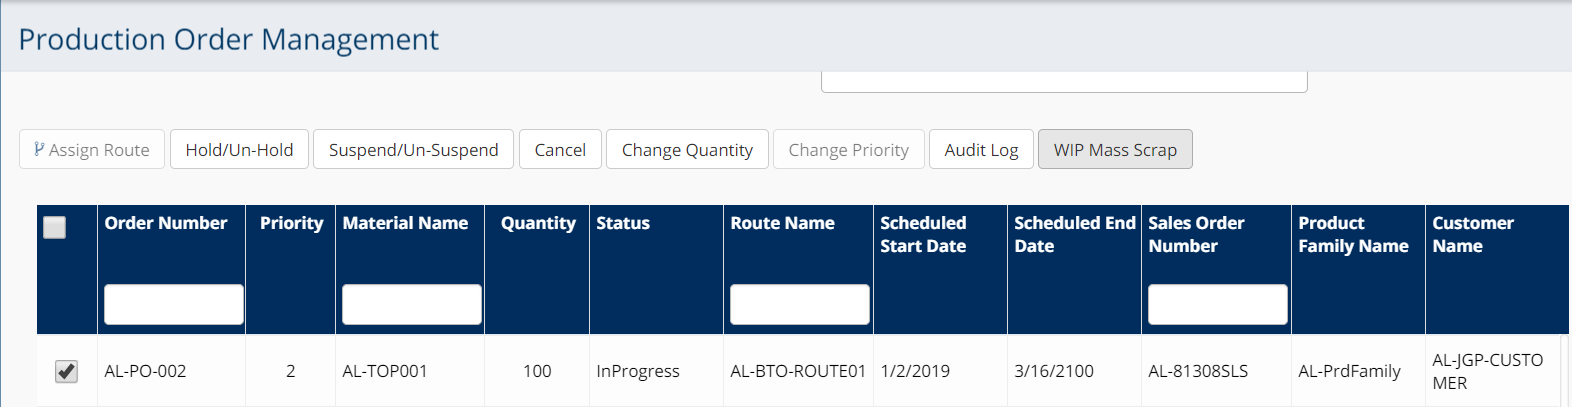 Production Order Management
Assign Route Hold/Un-Hold Suspend/Un-Suspend Cancel Change Quantity Change Priority Audit Log WIP Mass Scrap
Order Number Priority Material Name Quantity Status Route Name Scheduled Scheduled End Sales Order Product Customer
Start Date Date Number Family Name Name
AL-PO-002 2 AL-TOP001 100 InProgress AL-BTO-ROUTE01 1/2/2019 3/16/2100 AL-81308SLS AL-PrdFamily AL-JGP-CUSTO
MER